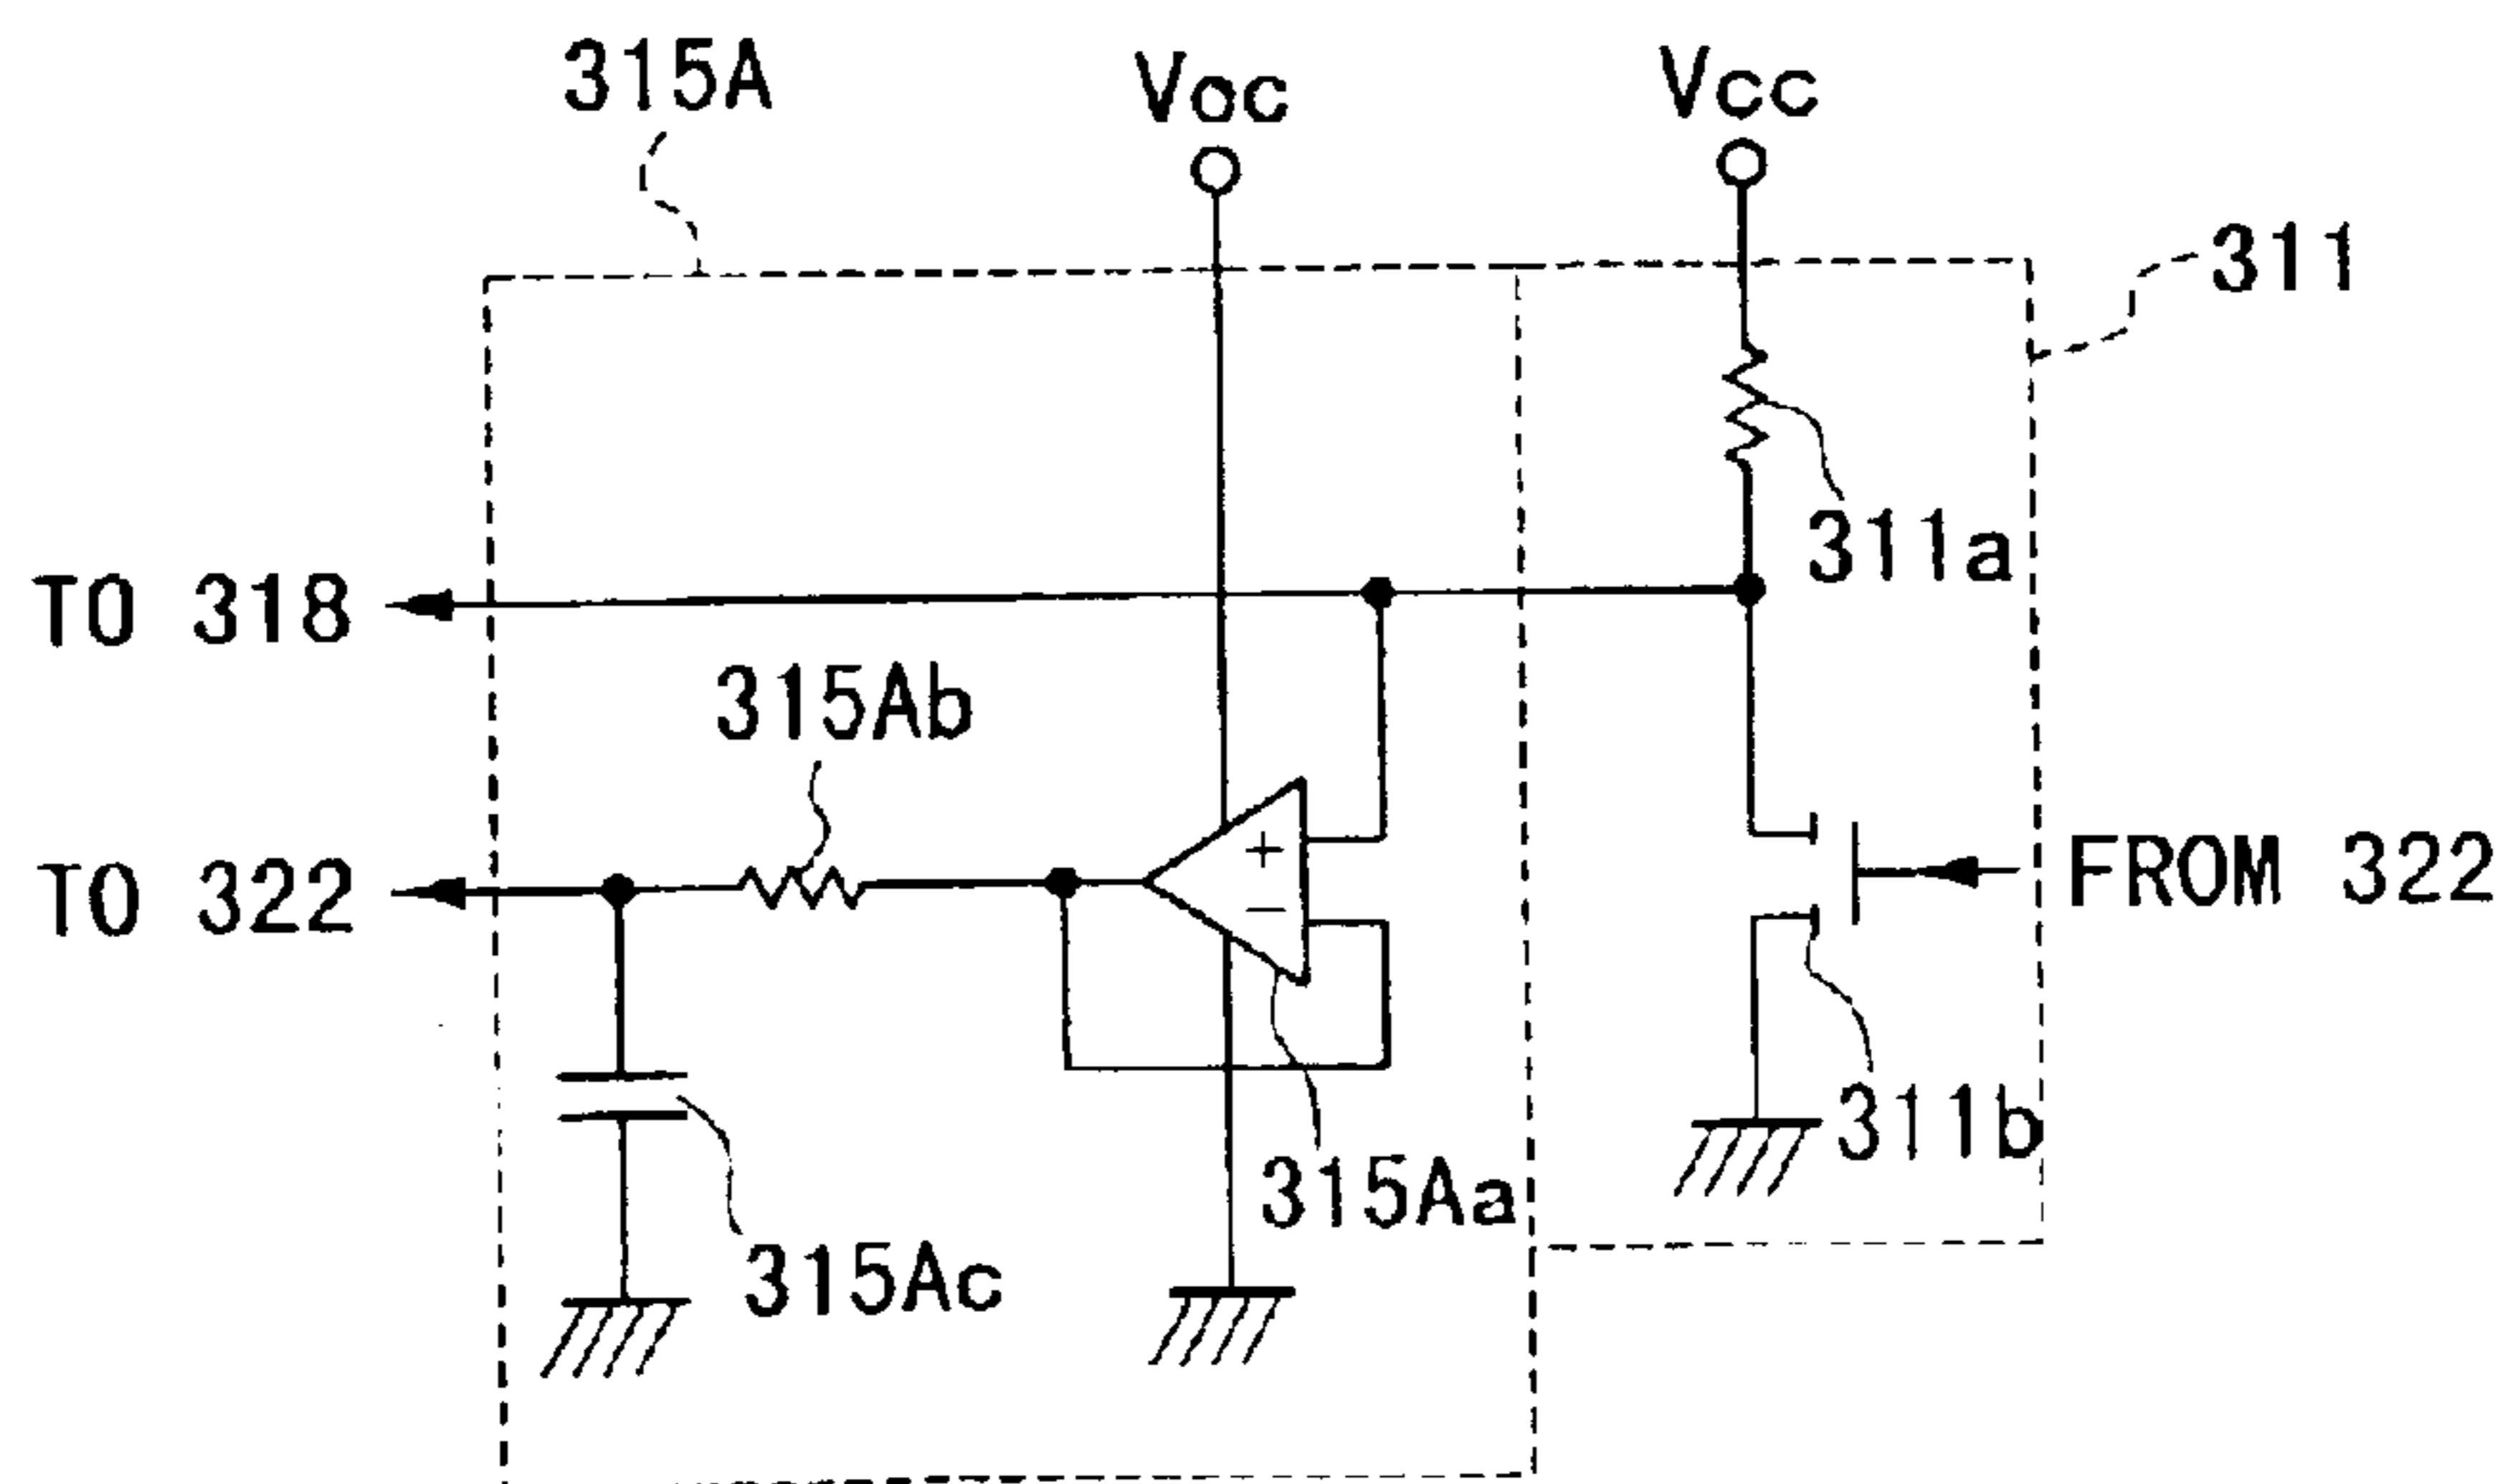 315A
Voc
Vcc
311
311a
TO 318
315Ab
TO 322
FROM 322
+
−
311b
315Aa
315Ac